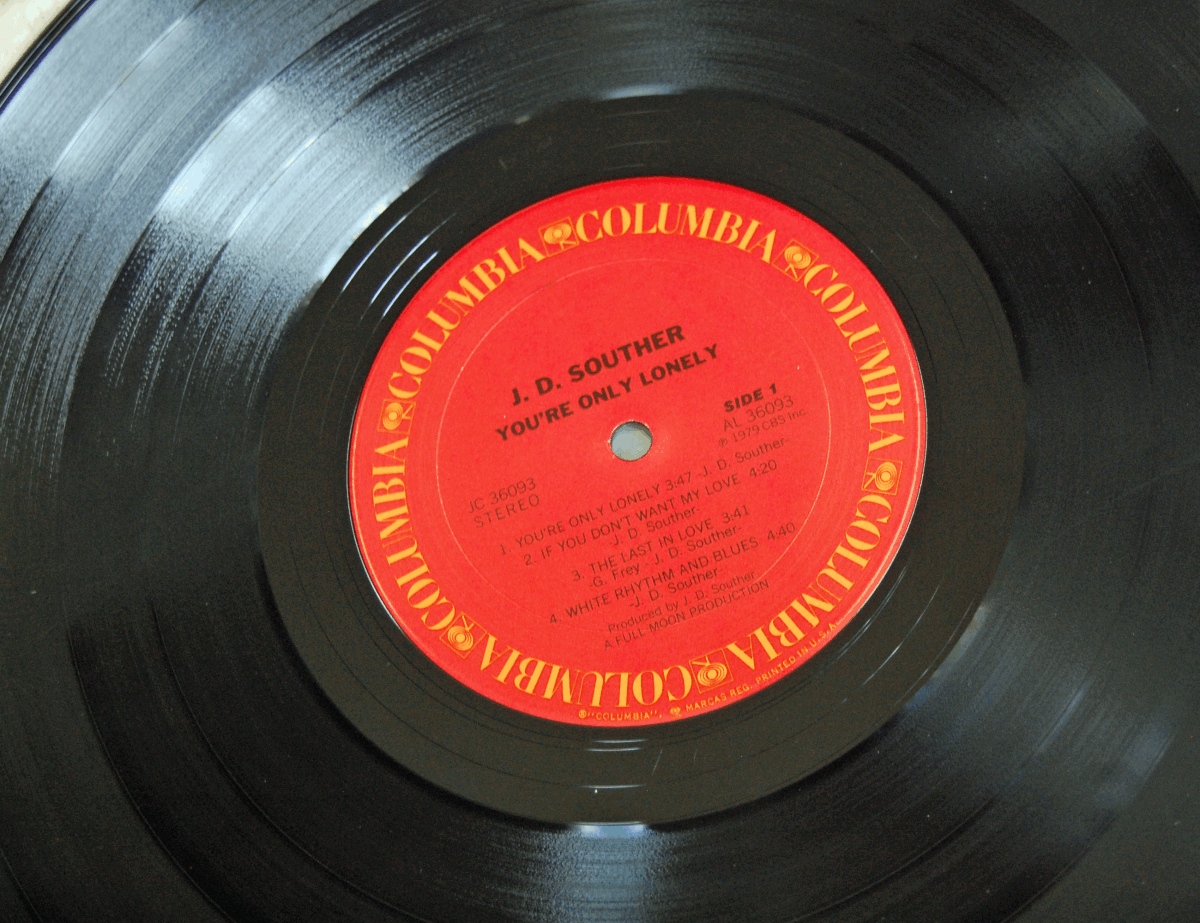 COLUMBIA COLUMBIA COLUMBIA COLUMBIA COLUMBIA COLUMBIA COLUMBIA COLUMBIA
J. D. SOUTHER
YOU'RE ONLY LONELY
SIDE 1
AL 36093
℗ 1979 CBS Inc.
JC 36093
STEREO
1. YOU'RE ONLY LONELY 3:47 -J. D. Souther-
2. IF YOU DON'T WANT MY LOVE 4:20
-J. D. Souther-
3. THE LAST IN LOVE 3:41
-G. Frey - J. D. Souther-
4. WHITE RHYTHM AND BLUES 4:40
-J. D. Souther-
Produced by J. D. Souther
A FULL MOON PRODUCTION
®"COLUMBIA", MARCAS REG. PRINTED IN U.S.A.